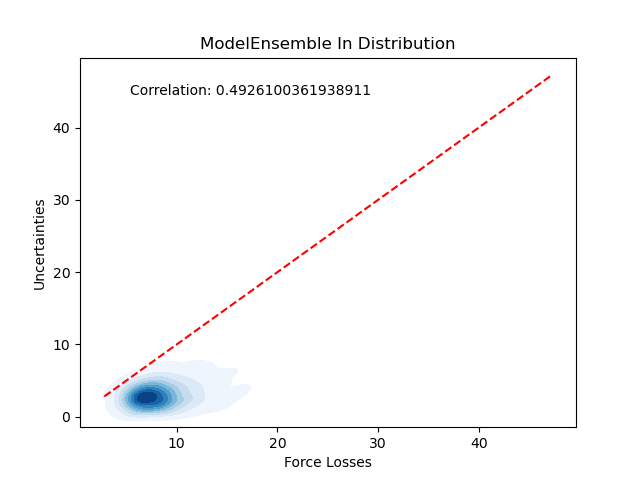 ModelEnsemble In Distribution
Correlation: 0.4926100361938911
Uncertainties
40
30
20
10
0
10 20 30 40
Force Losses